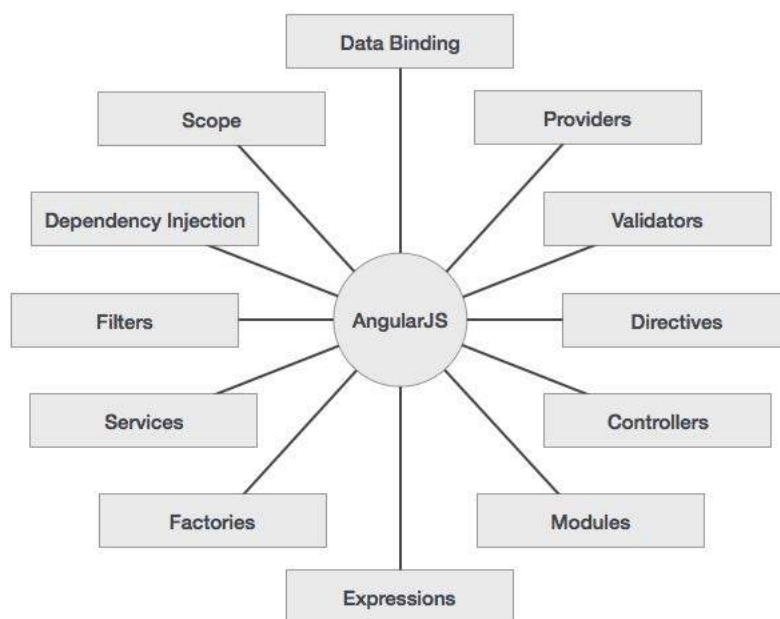 Data Binding
Scope
Providers
Dependency Injection
Validators
Filters
AngularJS
Directives
Services
Controllers
Factories
Modules
Expressions